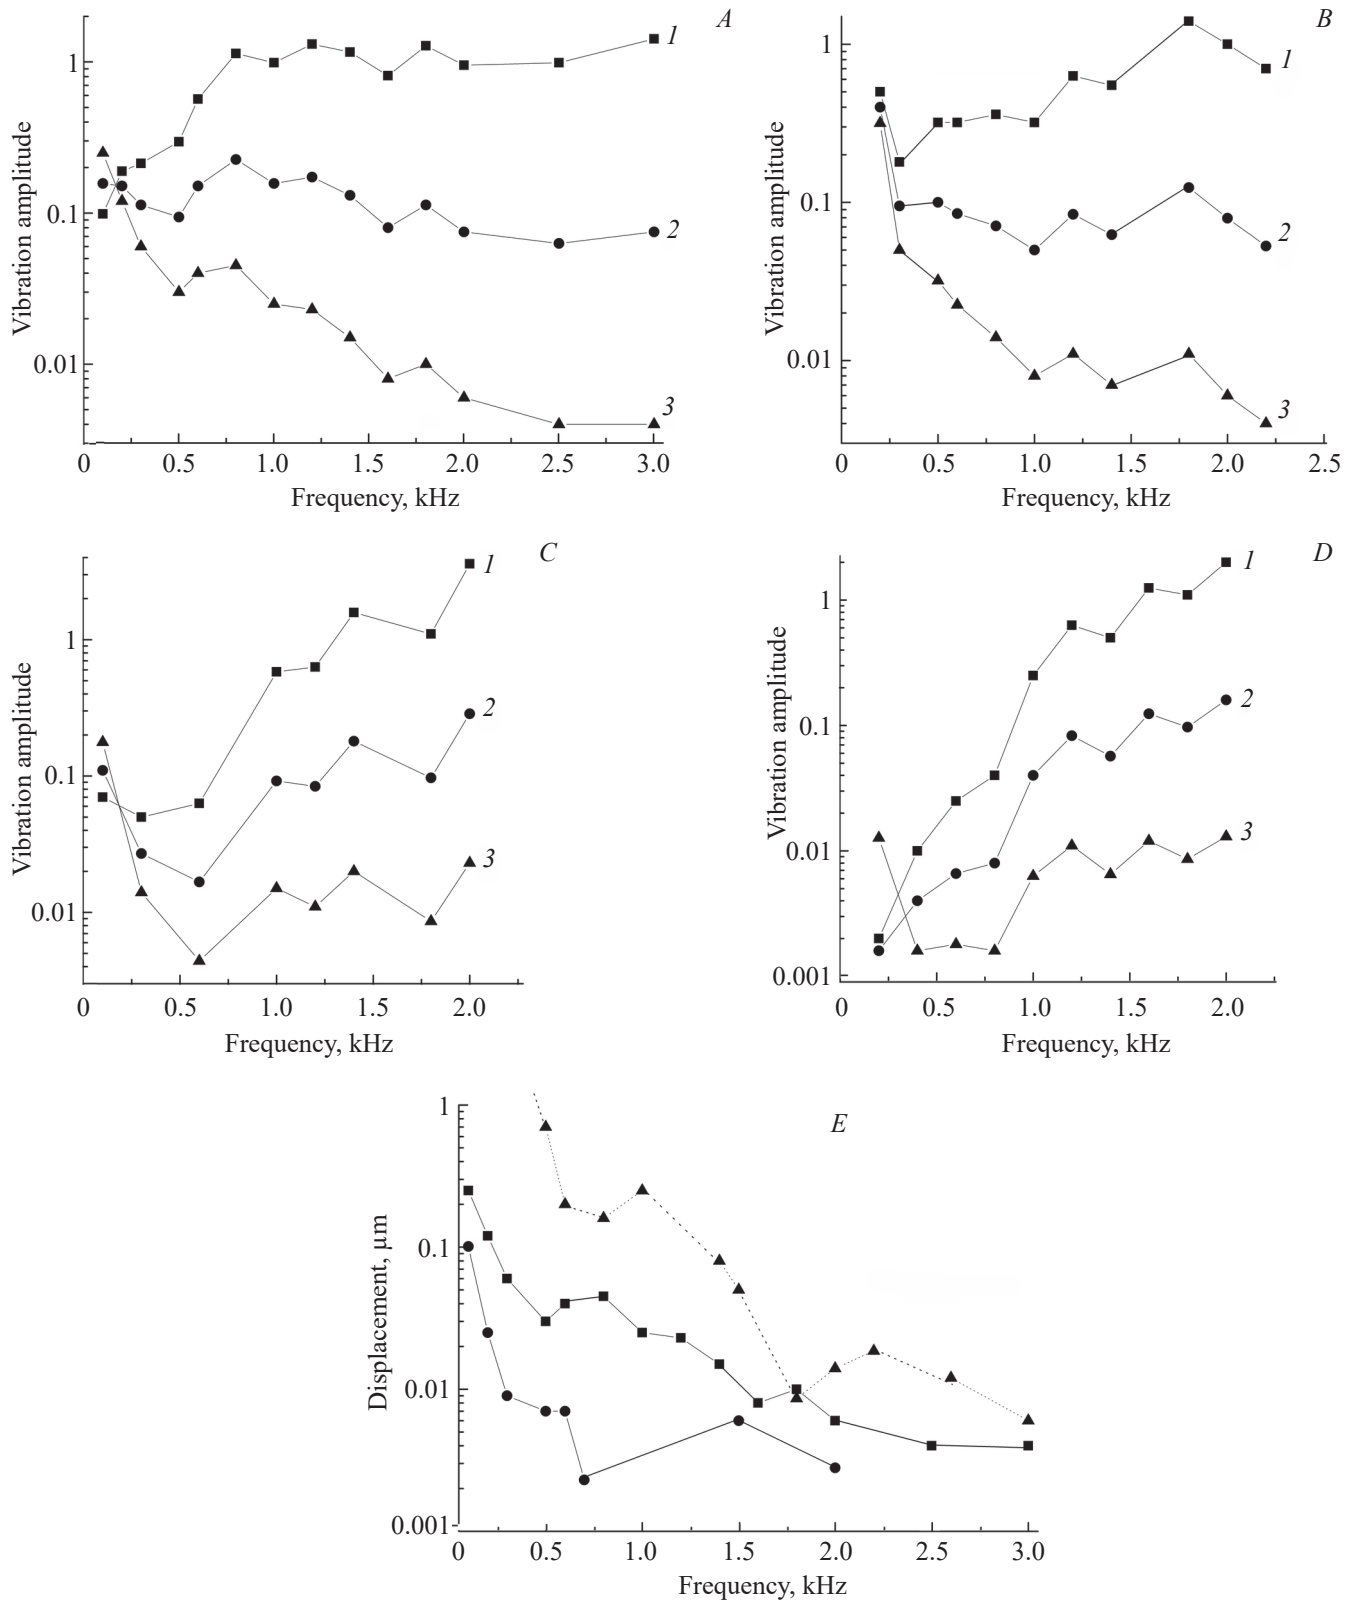 A
Vibration amplitude
1
0.1
0.01
1
2
3
0 0.5 1.0 1.5 2.0 2.5 3.0
Frequency, kHz
B
Vibration amplitude
1
0.1
0.01
1
2
3
0 0.5 1.0 1.5 2.0 2.5
Frequency, kHz
C
Vibration amplitude
1
0.1
0.01
1
2
3
0 0.5 1.0 1.5 2.0
Frequency, kHz
D
Vibration amplitude
1
0.1
0.01
0.001
1
2
3
0 0.5 1.0 1.5 2.0
Frequency, kHz
E
Displacement, µm
1
0.1
0.01
0.001
0 0.5 1.0 1.5 2.0 2.5 3.0
Frequency, kHz